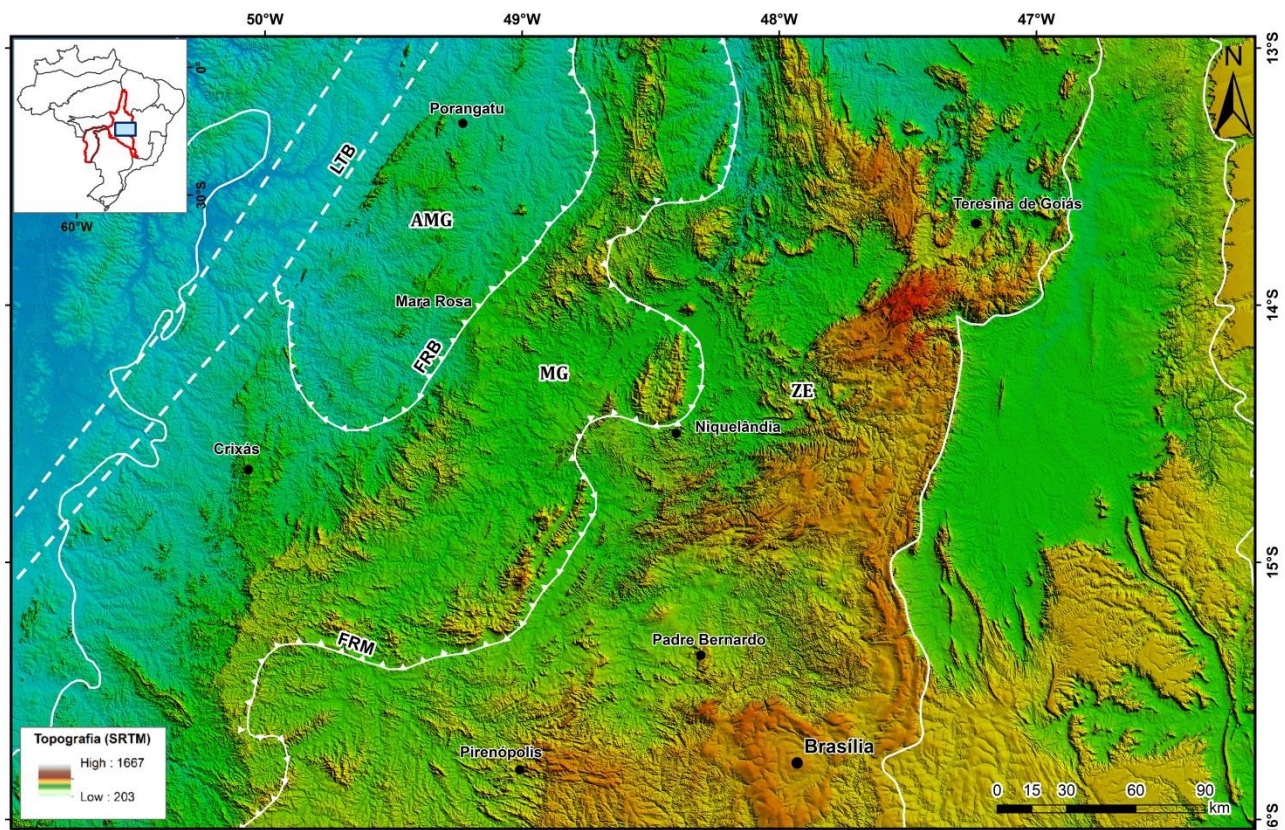 50°W 49°W 48°W 47°W
13°S
N
0°
30°S
60°W
Porangatu
LTB
AMG
Teresina de Goiás
Mara Rosa
14°S
FRB
MG
ZE
Niquelândia
Crixás
15°S
FRM
Padre Bernardo
Topografia (SRTM)
High : 1667
Low : 203
Pirenópolis
Brasília
0 15 30 60 90
km
16°S